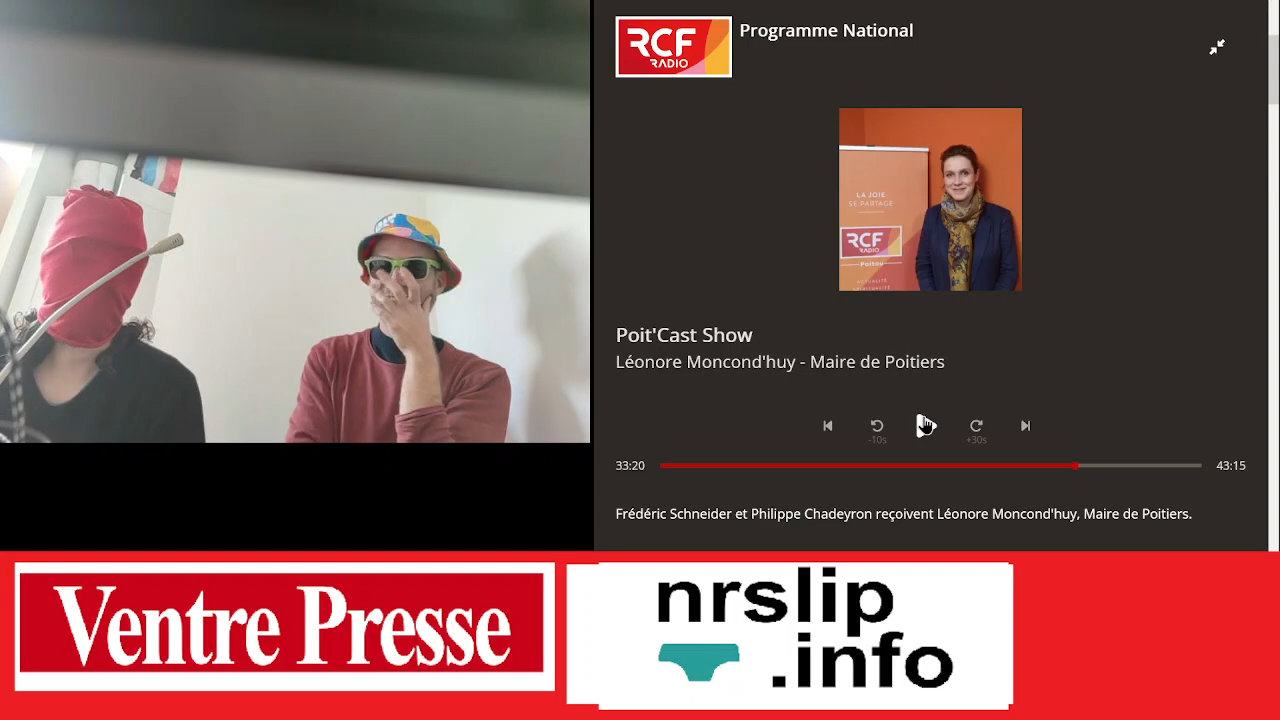 RCF
RADIO
Programme National
LA JOIE
SE PARTAGE
RCF
RADIO
Poitou
Poit'Cast Show
Léonore Moncond'huy - Maire de Poitiers
-10s
+30s
33:20
43:15
Frédéric Schneider et Philippe Chadeyron reçoivent Léonore Moncond'huy, Maire de Poitiers.
Ventre Presse
nrslip
.info